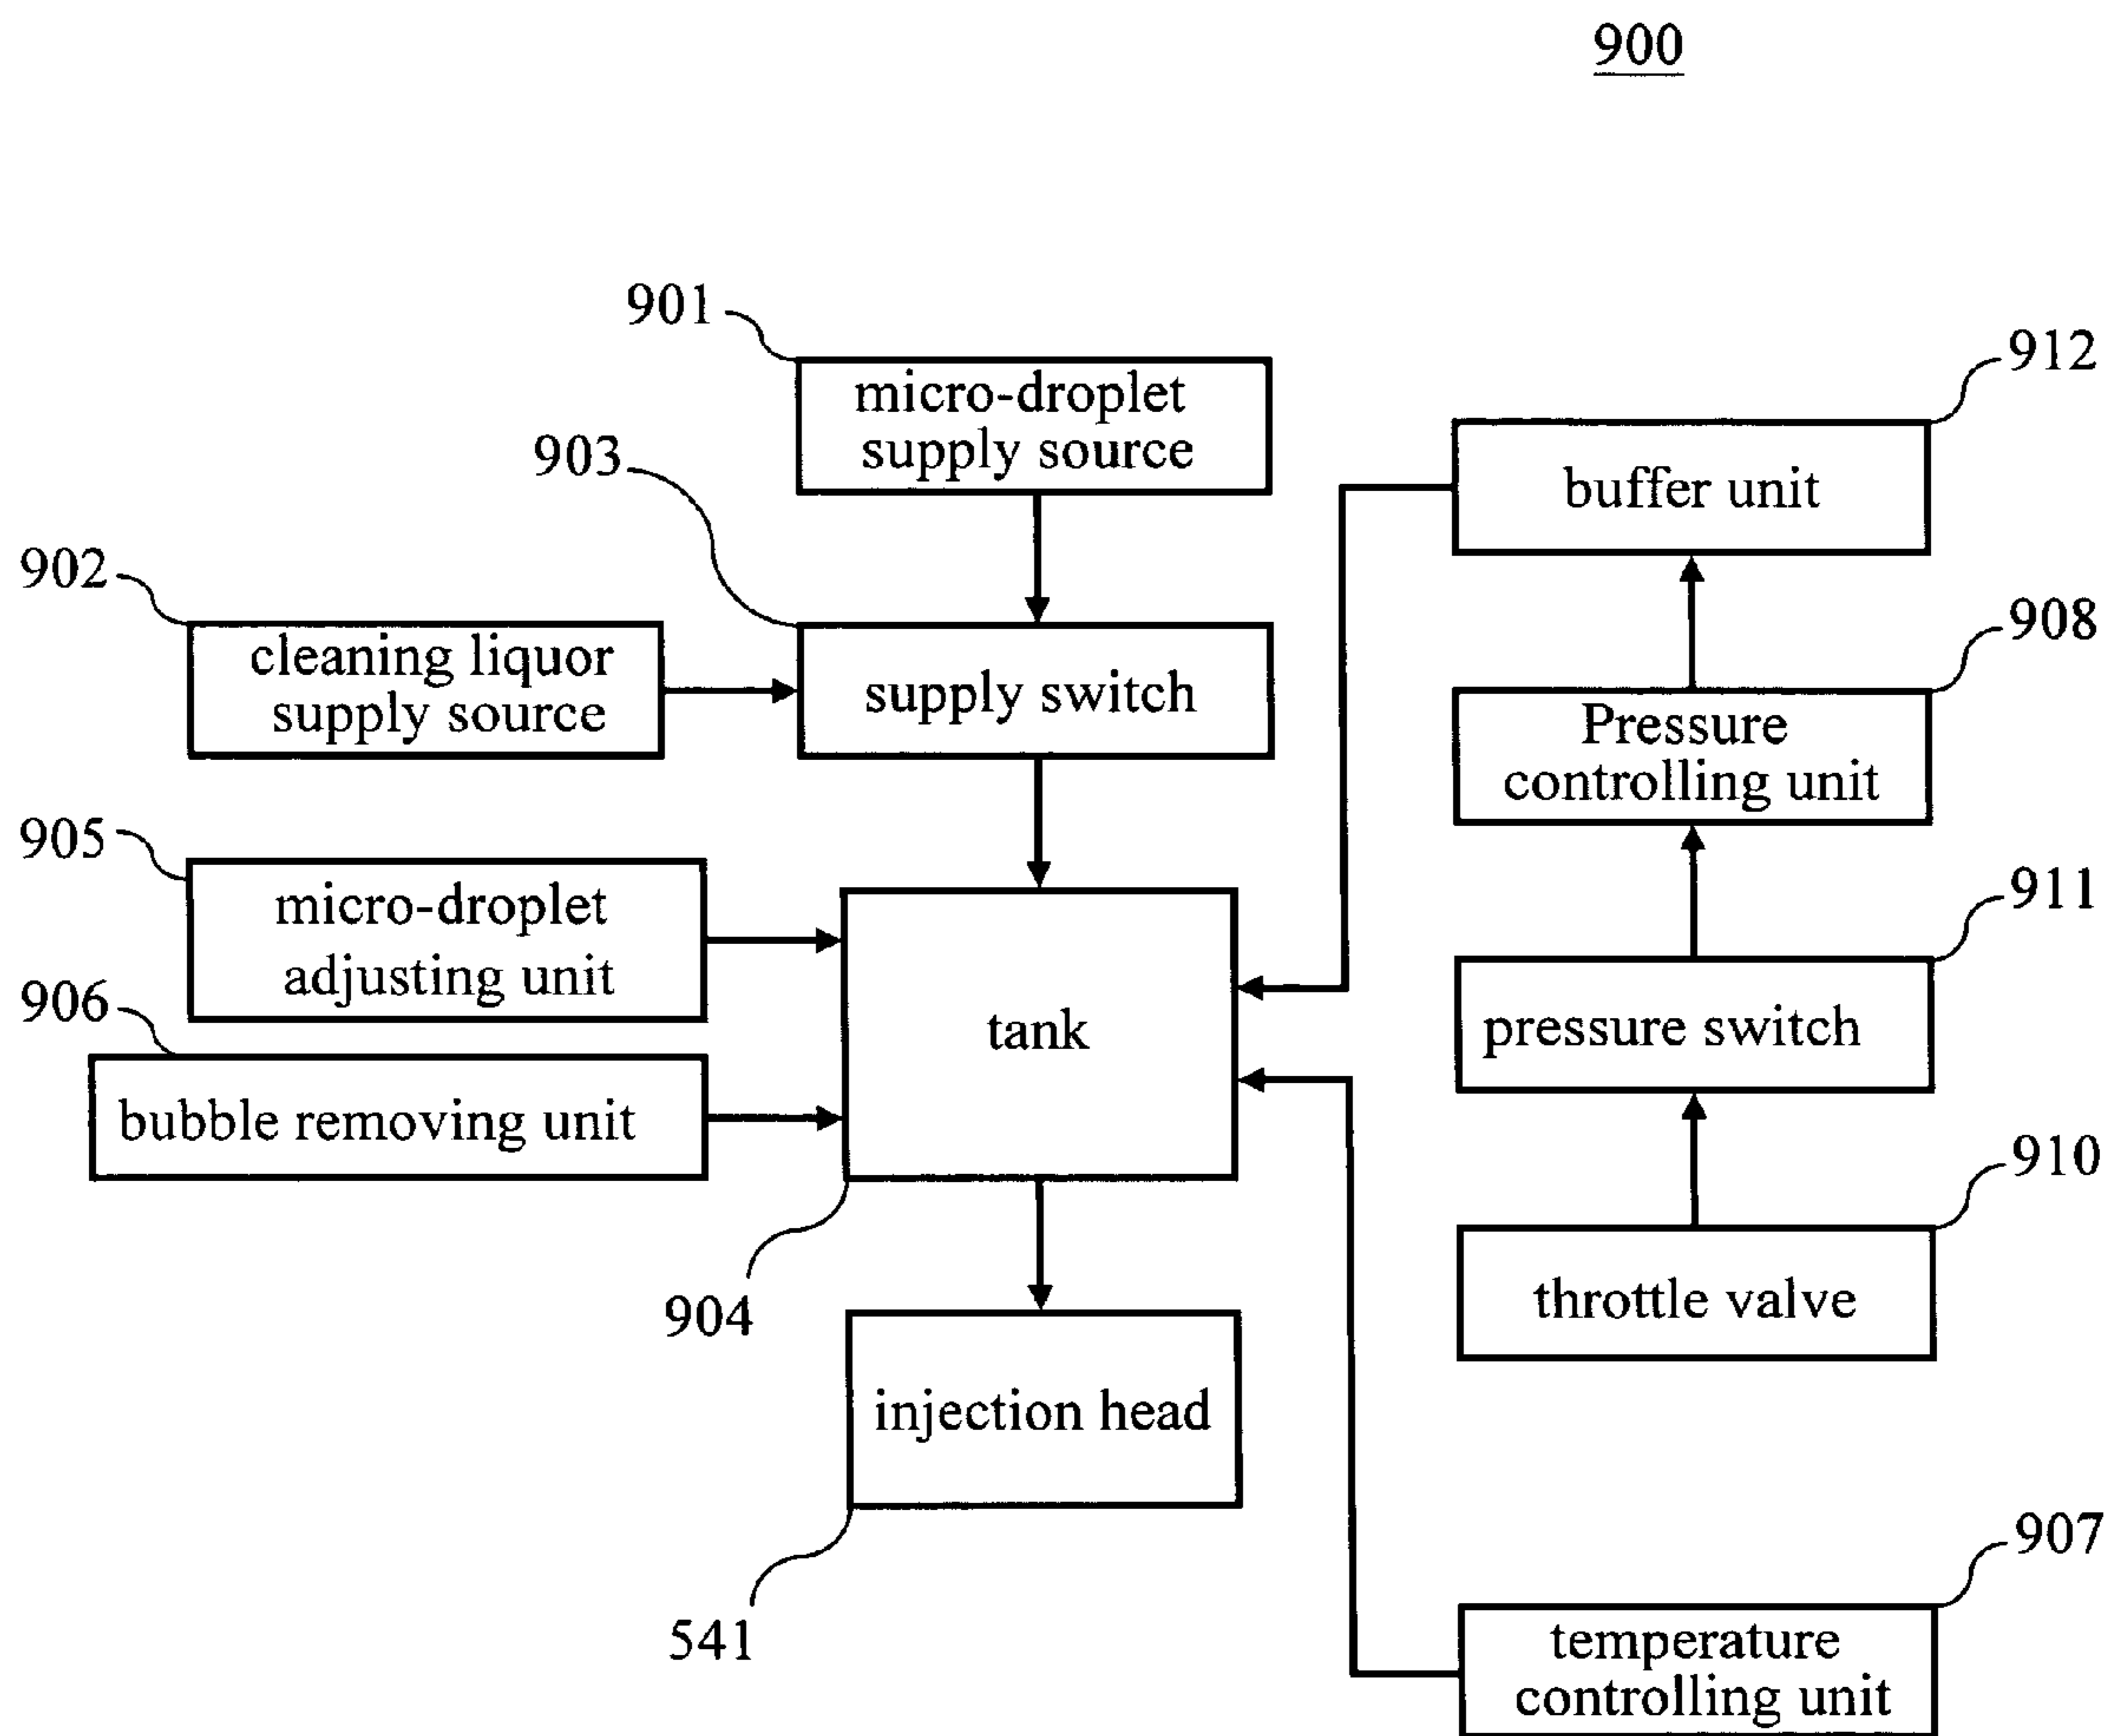 900
901
micro-droplet
supply source
912
buffer unit
903
902
cleaning liquor
supply source
supply switch
908
Pressure
controlling unit
905
micro-droplet
adjusting unit
911
pressure switch
906
bubble removing unit
tank
910
throttle valve
904
injection head
541
907
temperature
controlling unit